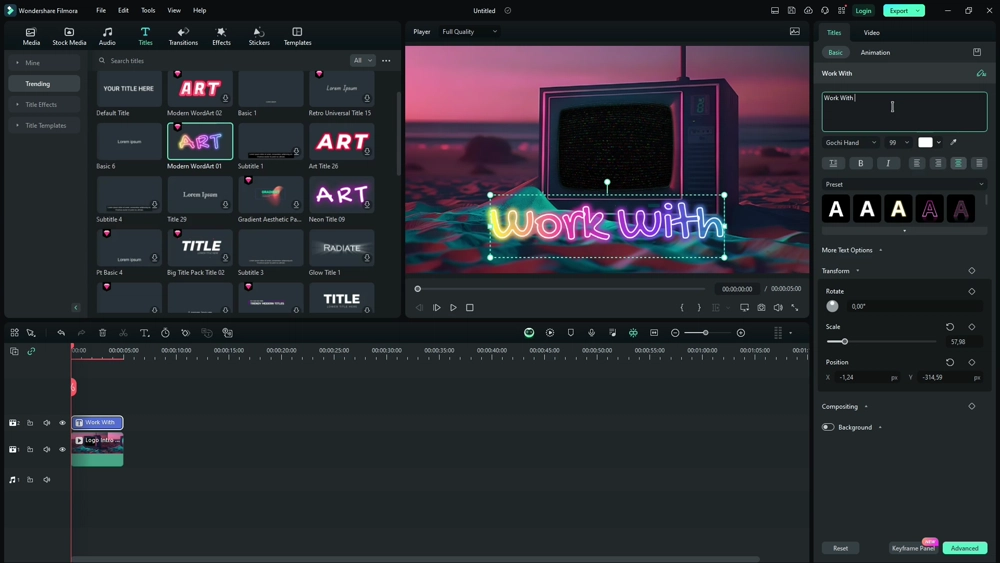 Wondershare Filmora
File
Edit
Tools
View
Help
Untitled
Login
Export
Media
Stock Media
Audio
Titles
Transitions
Effects
Stickers
Templates
Player
Full Quality
Titles
Video
Mine
Search titles
All
Basic
Animation
Trending
YOUR TITLE HERE
ART
Lorem Ipsum
Work With
Default Title
Modern WordArt 02
Basic 1
Retro Universal Title 15
Title Effects
Work With
Title Templates
Lorem ipsum
ART
ART
Basic 6
Modern WordArt 01
Subtitle 1
Art Title 26
Gochi Hand
99
Lorem Ipsum
ART
Preset
Subtitle 4
Title 29
Gradient Aesthetic Pa...
Neon Title 09
A A A A A
Work With
Lorem ipsum
TITLE
RADIATE
More Text Options
Pt Basic 4
Big Title Pack Title 02
Subtitle 3
Glow Title 1
Transform
Rotate
0,00°
00:00:00:00 / 00:00:05:00
TITLE
Scale
57,98
Position
X -1,24 px Y -314,59 px
:00:00
00:00:05:00
00:00:10:00
00:00:15:00
00:00:20:00
00:00:25:00
00:00:30:00
00:00:35:00
00:00:40:00
00:00:45:00
00:00:50:00
00:00:55:00
00:01:00:00
00:01:05:00
Compositing
Background
2
Work With
Logo Intro ...
1
1
Reset
NEW
Keyframe Panel
Advanced